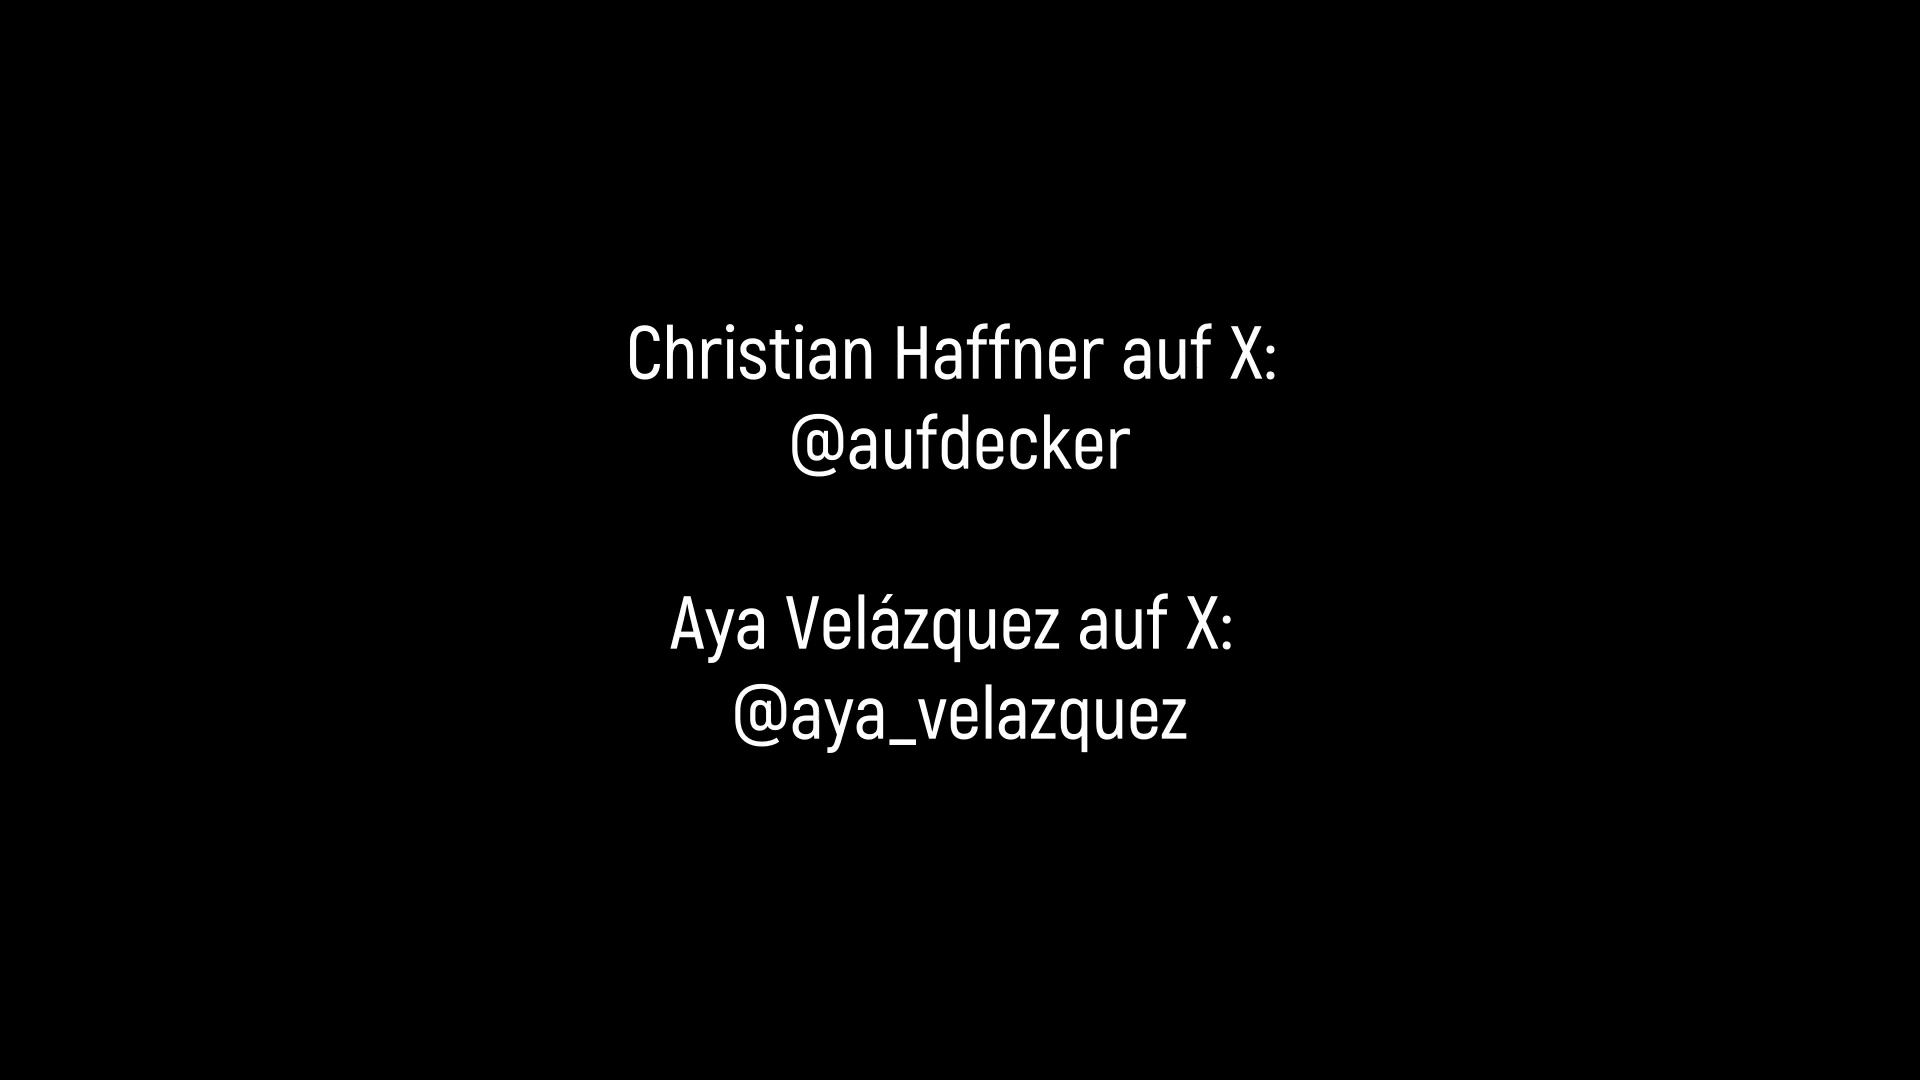 Christian Haffner auf X:
@aufdecker
Aya Velázquez auf X:
@aya_velazquez